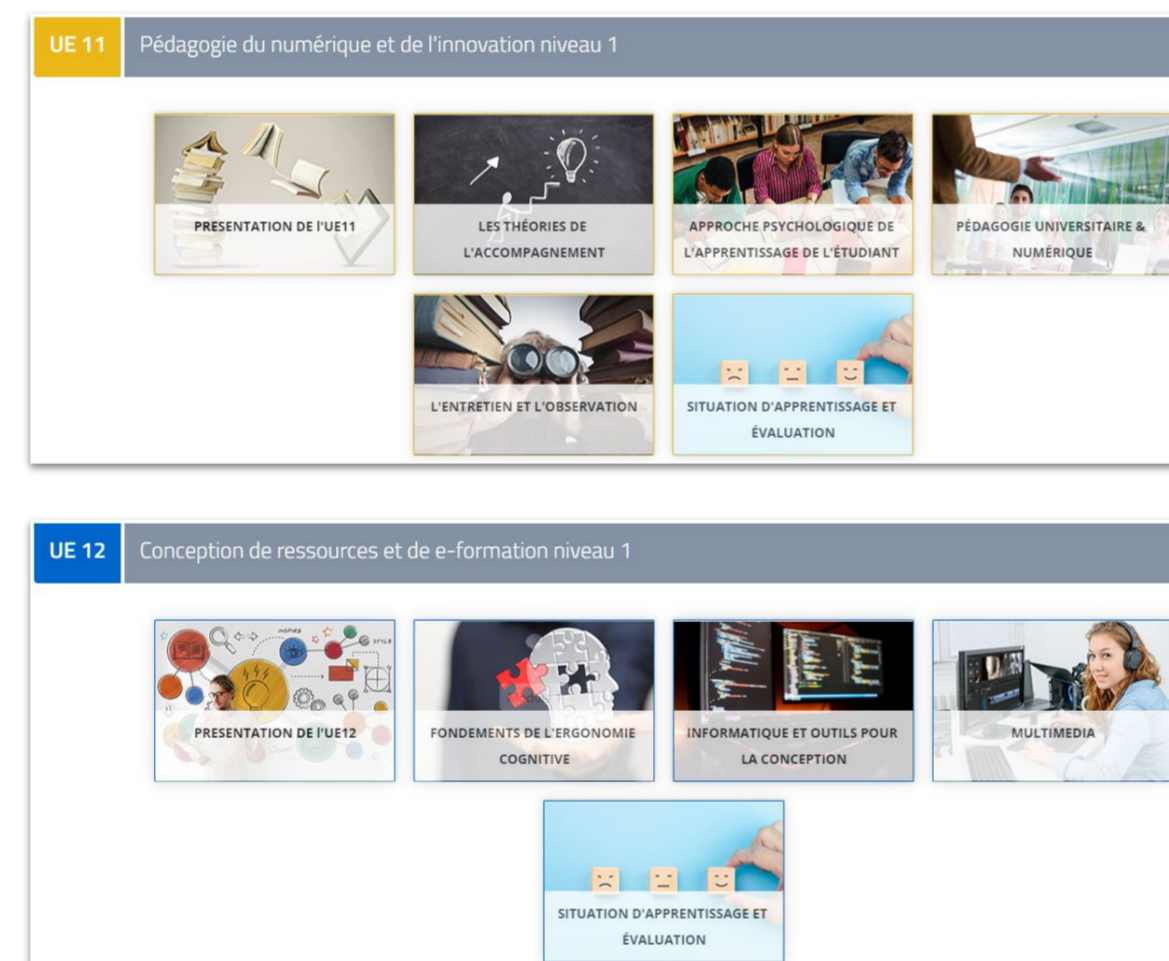 UE 11
Pédagogie du numérique et de l'innovation niveau 1
PRESENTATION DE l'UE11
LES THÉORIES DE
L'ACCOMPAGNEMENT
APPROCHE PSYCHOLOGIQUE DE
L'APPRENTISSAGE DE L'ÉTUDIANT
PÉDAGOGIE UNIVERSITAIRE &
NUMÉRIQUE
L'ENTRETIEN ET L'OBSERVATION
SITUATION D'APPRENTISSAGE ET
ÉVALUATION
UE 12
Conception de ressources et de e-formation niveau 1
INSPIRE
STYLE
PRESENTATION DE l'UE12
FONDEMENTS DE L'ERGONOMIE
COGNITIVE
INFORMATIQUE ET OUTILS POUR
LA CONCEPTION
MULTIMEDIA
SITUATION D'APPRENTISSAGE ET
ÉVALUATION